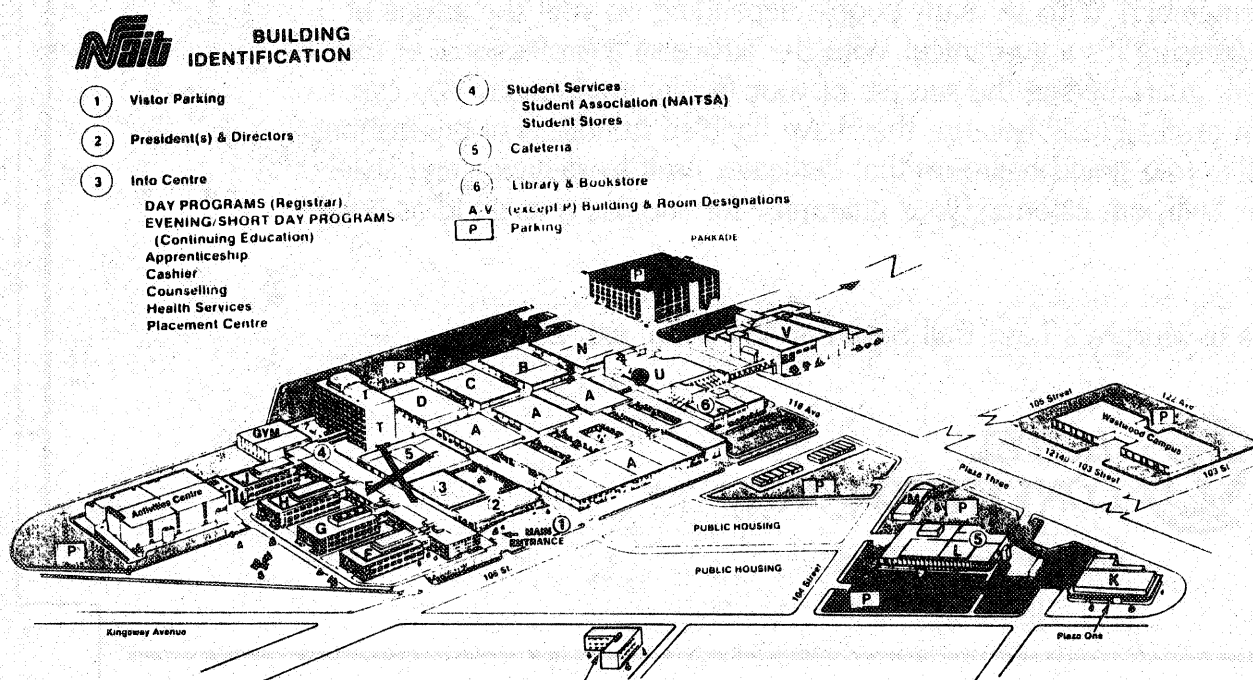 Nait
BUILDING
IDENTIFICATION
1 Vistor Parking
2 President(s) & Directors
3 Info Centre
DAY PROGRAMS (Registrar)
EVENING/SHORT DAY PROGRAMS
(Continuing Education)
Apprenticeship
Cashier
Counselling
Health Services
Placement Centre
4 Student Services
Student Association (NAITSA)
Student Stores
5 Cafeteria
6 Library & Bookstore
A-V (except P) Building & Room Designations
P Parking
PARKADE
P
V
N
B
U
P
C
D
A
A
A
A
T
6
118 Ave
GYM
4
5
3
2
1
MAIN
ENTRANCE
Activities Centre
G
F
P
106 St.
P
PUBLIC HOUSING
PUBLIC HOUSING
104 Street
105 Street
122 Ave
P
Westwood Campus
103 Street
103 St
Plaza Three
M
P
5
L
P
K
Plaza One
Kingsway Avenue